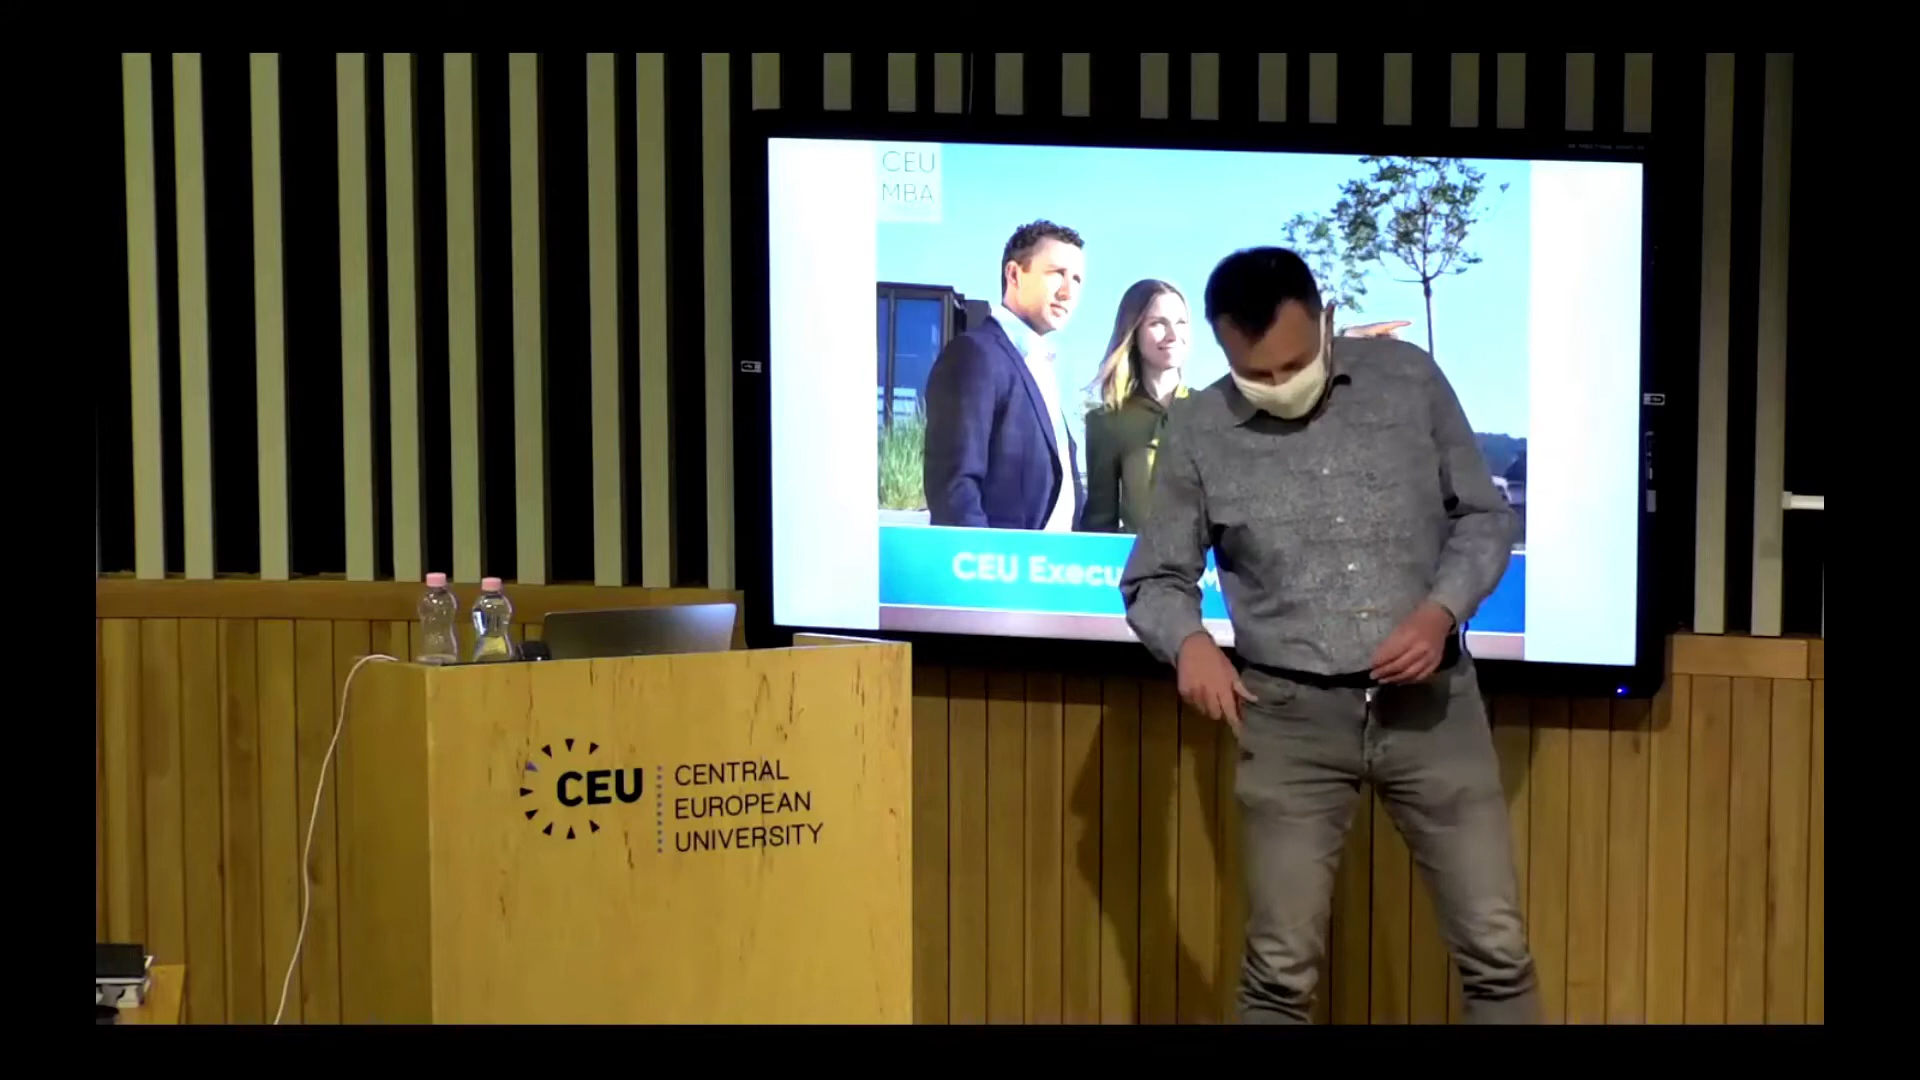 CEU
MBA
CEU Execu M
CEU
CENTRAL
EUROPEAN
UNIVERSITY